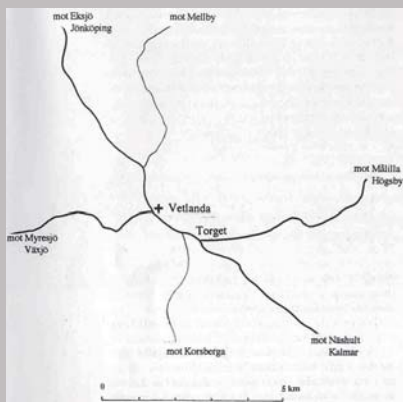 mot Eksjö
Jönköping
mot Mellby
mot Målilla
Högsby
Vetlanda
Torget
mot Myresjö
Växjö
mot Näshult
Kalmar
mot Korsberga
0
5 km